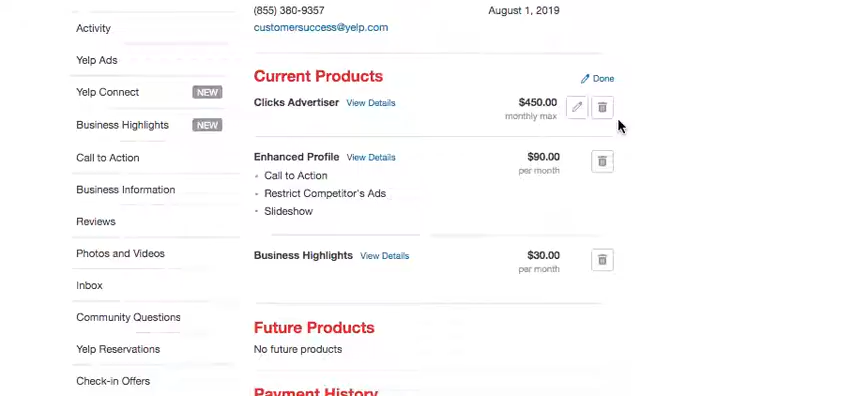 (855) 380-9357
August 1, 2019
customersuccess@yelp.com
Activity
Yelp Ads
Yelp Connect NEW
Business Highlights NEW
Call to Action
Business Information
Reviews
Photos and Videos
Inbox
Community Questions
Yelp Reservations
Check-in Offers
Current Products
Done
Clicks Advertiser View Details
$450.00
monthly max
Enhanced Profile View Details
$90.00
per month
- Call to Action
- Restrict Competitor's Ads
- Slideshow
Business Highlights View Details
$30.00
per month
Future Products
No future products
Payment History